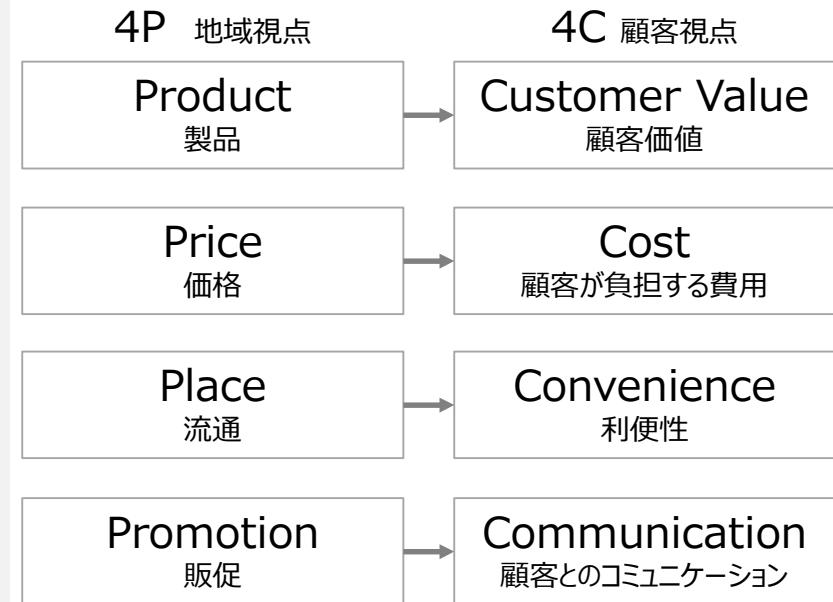 4P 地域視点
4C 顧客視点
Product
製品
Customer Value
顧客価値
Price
価格
Cost
顧客が負担する費用
Place
流通
Convenience
利便性
Promotion
販促
Communication
顧客とのコミュニケーション